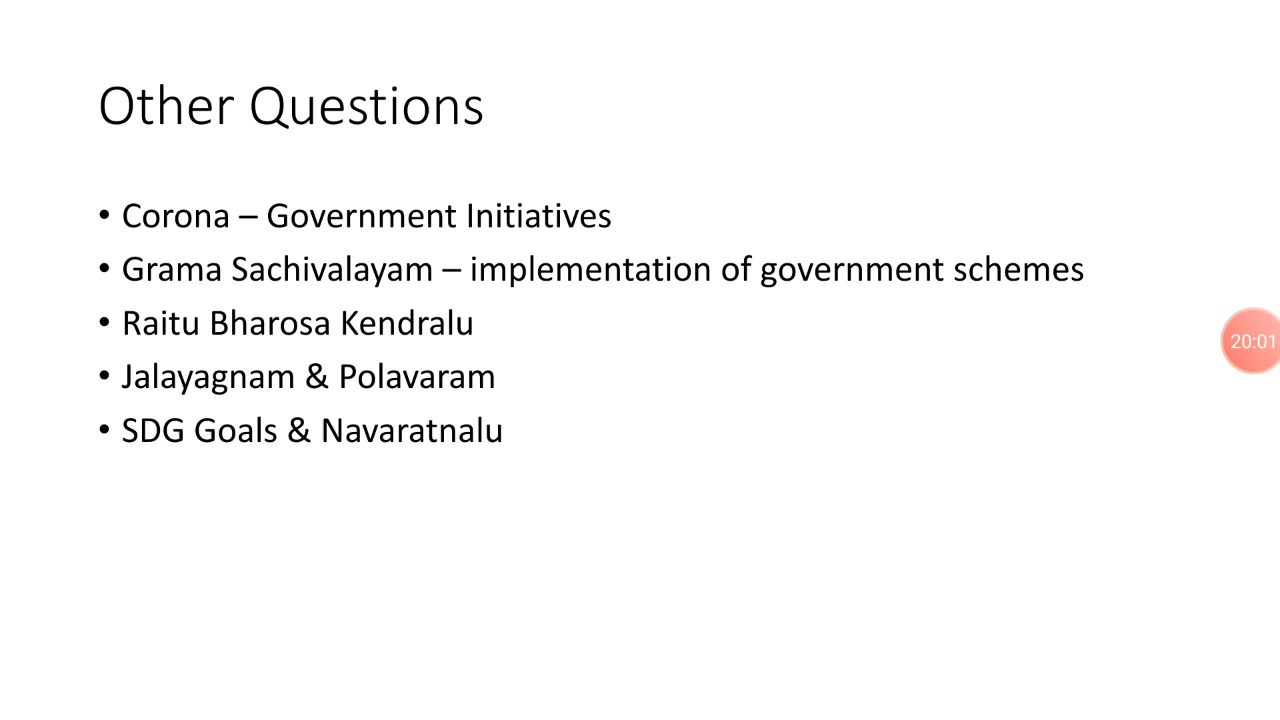 Other Questions
• Corona – Government Initiatives
• Grama Sachivalayam – implementation of government schemes
• Raitu Bharosa Kendralu
20:01
• Jalayagnam & Polavaram
• SDG Goals & Navaratnalu